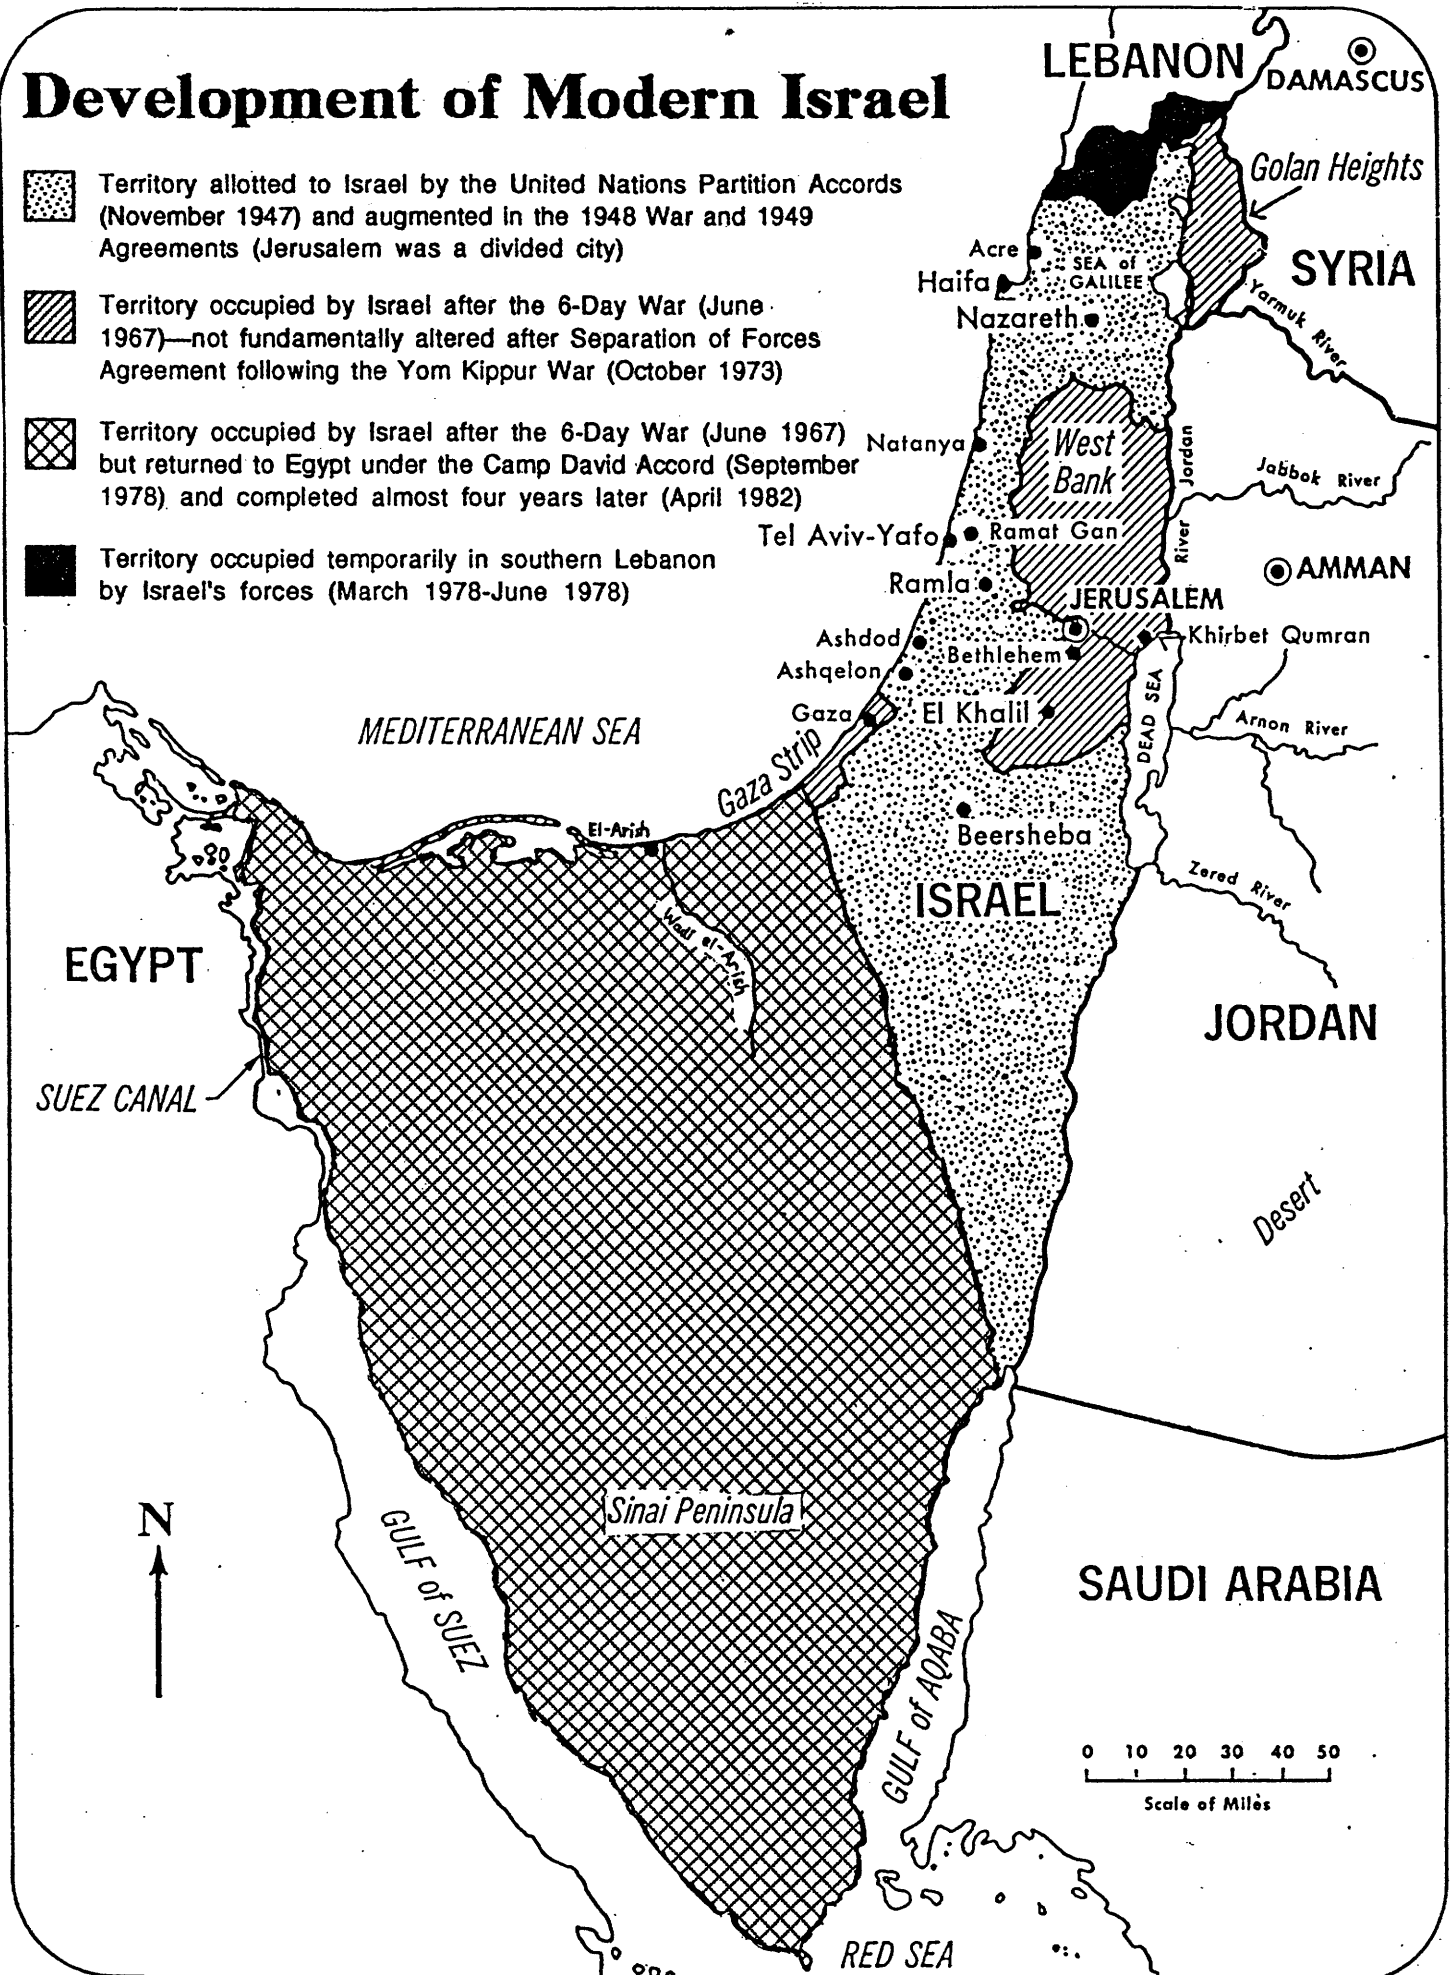 Development of Modern Israel
Territory allotted to Israel by the United Nations Partition Accords
(November 1947) and augmented in the 1948 War and 1949
Agreements (Jerusalem was a divided city)
Territory occupied by Israel after the 6-Day War (June
1967)—not fundamentally altered after Separation of Forces
Agreement following the Yom Kippur War (October 1973)
Territory occupied by Israel after the 6-Day War (June 1967)
but returned to Egypt under the Camp David Accord (September
1978) and completed almost four years later (April 1982)
Territory occupied temporarily in southern Lebanon
by Israel's forces (March 1978-June 1978)
LEBANON
DAMASCUS
Golan Heights
SYRIA
Acre
SEA of
GALILEE
Haifa
Nazareth
Yarmuk River
Natanya
West
Bank
Jordan
River
Jabbok River
Tel Aviv-Yafo
Ramat Gan
AMMAN
Ramla
JERUSALEM
Ashdod
Bethlehem
Khirbet Qumran
Ashqelon
Gaza
El Khalil
DEAD SEA
Arnon River
MEDITERRANEAN SEA
Gaza Strip
El-Arish
Beersheba
Wadi el-Arish
ISRAEL
Zered River
EGYPT
JORDAN
SUEZ CANAL
Desert
Sinai Peninsula
N
GULF of SUEZ
SAUDI ARABIA
GULF of AQABA
0 10 20 30 40 50
Scale of Miles
RED SEA